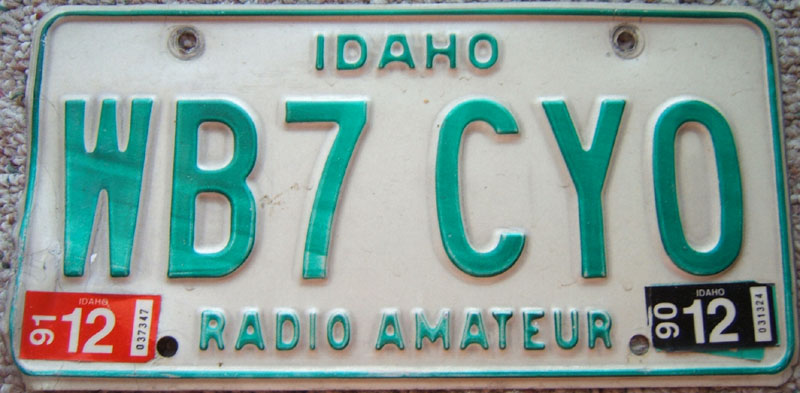 IDAHO
WB7 CYO
IDAHO
91 12 037347
RADIO AMATEUR
IDAHO
90 12 031324